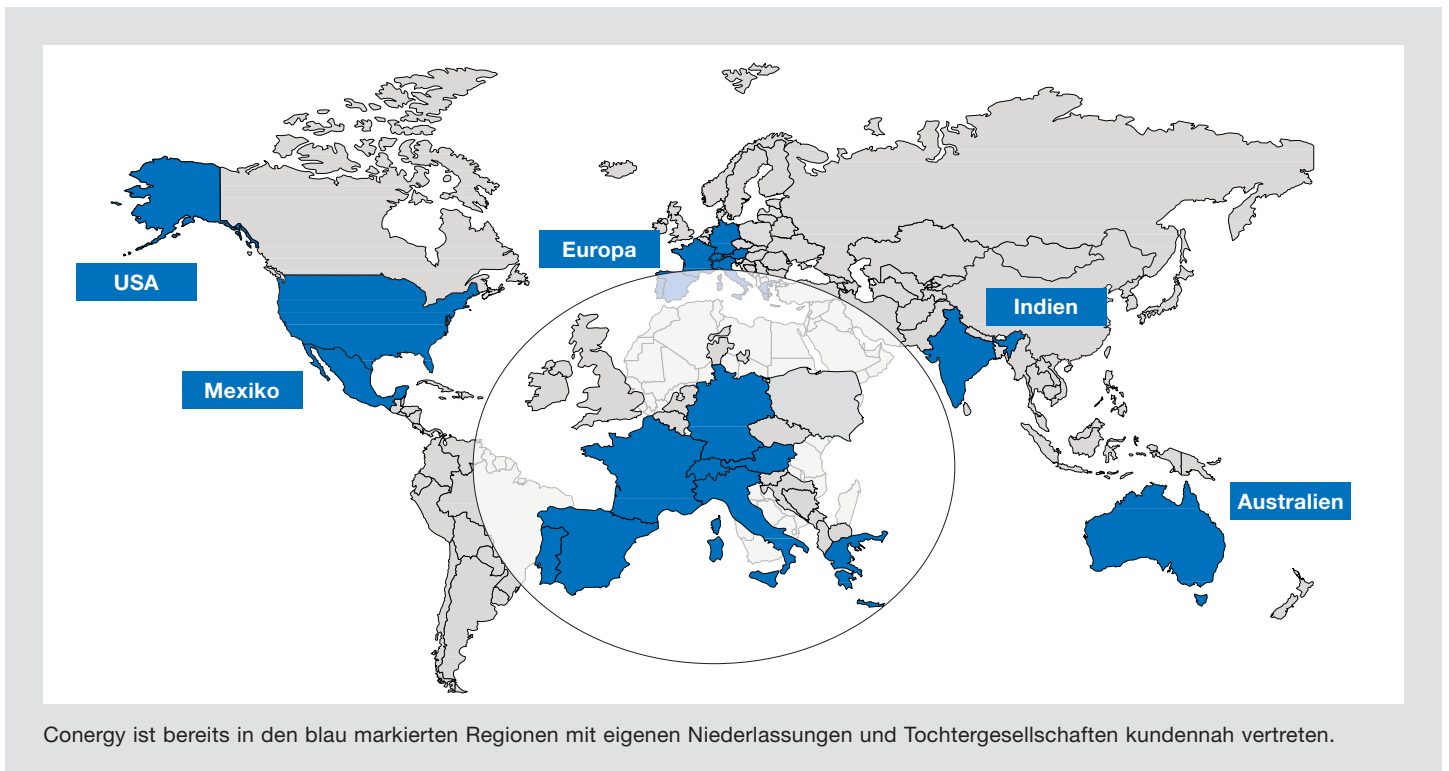 Europa
USA
Indien
Mexiko
Australien
Conergy ist bereits in den blau markierten Regionen mit eigenen Niederlassungen und Tochtergesellschaften kundennah vertreten.